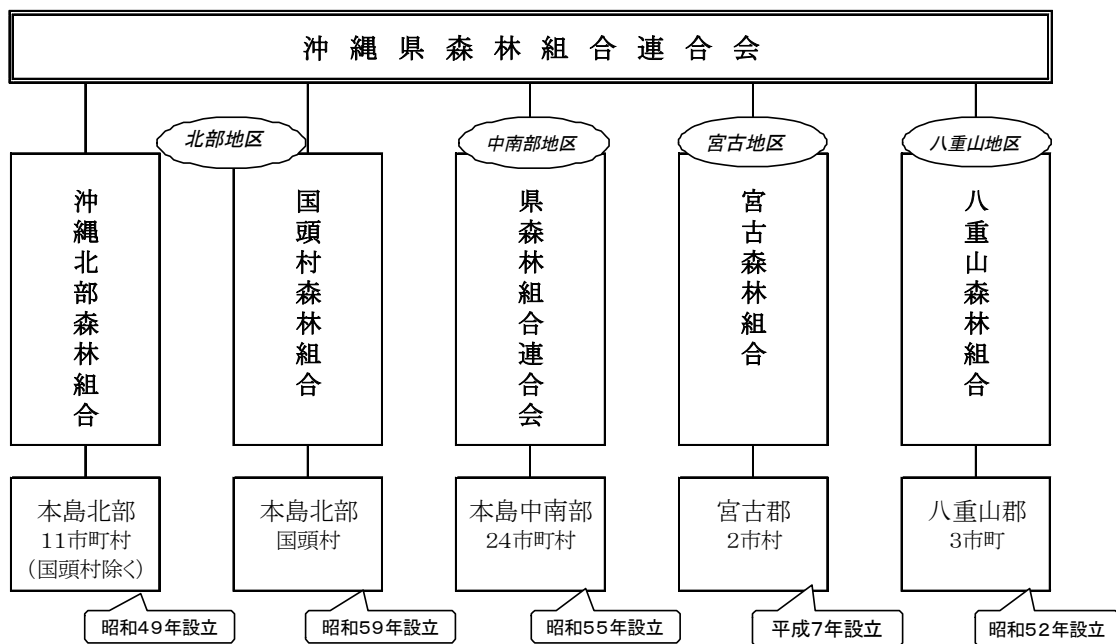 沖縄県森林組合連合会
北部地区
中南部地区
宮古地区
八重山地区
沖縄北部森林組合
国頭村森林組合
県森林組合連合会
宮古森林組合
八重山森林組合
本島北部
11市町村
（国頭村除く）
本島北部
国頭村
本島中南部
24市町村
宮古郡
2市村
八重山郡
3市町
昭和49年設立
昭和59年設立
昭和55年設立
平成7年設立
昭和52年設立